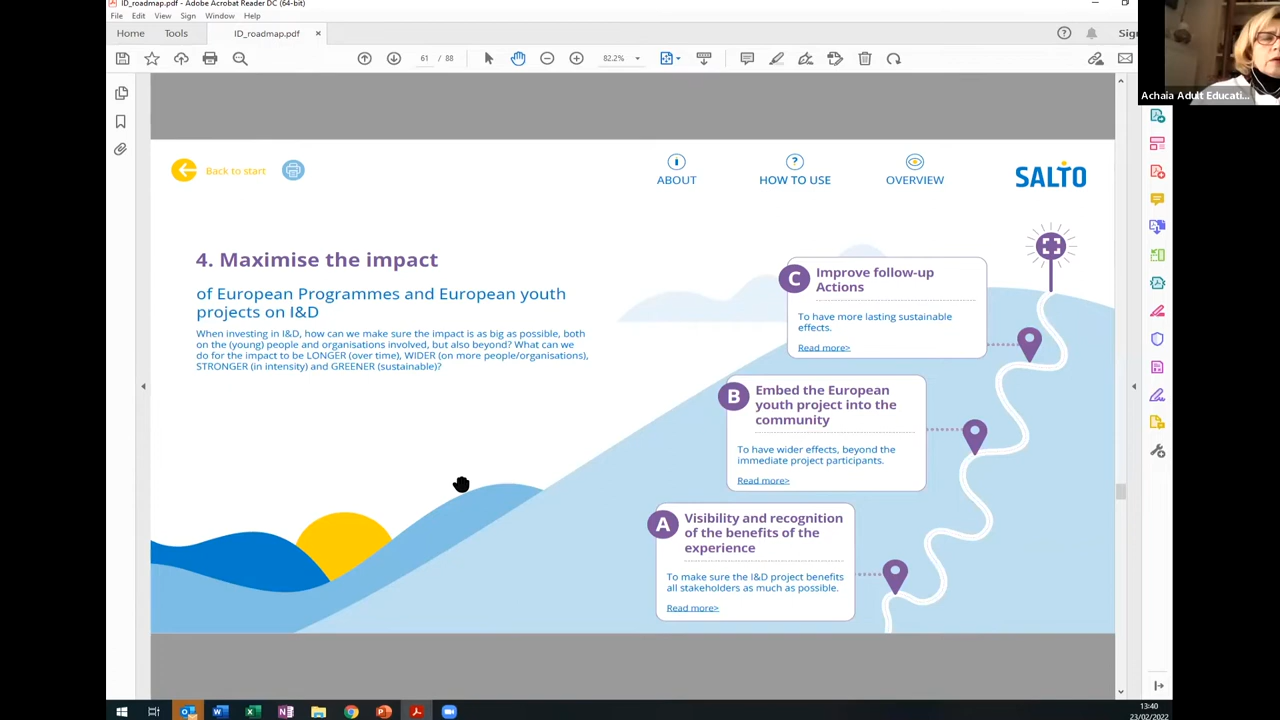 ID_roadmap.pdf - Adobe Acrobat Reader DC (64-bit)
File Edit View Sign Window Help
Home Tools ID_roadmap.pdf ×
Sign
61 / 88
82.2%
Achaia Adult Educati...
Back to start
ABOUT
HOW TO USE
OVERVIEW
SALTO
4. Maximise the impact
of European Programmes and European youth
projects on I&D
When investing in I&D, how can we make sure the impact is as big as possible, both
on the (young) people and organisations involved, but also beyond? What can we
do for the impact to be LONGER (over time), WIDER (on more people/organisations),
STRONGER (in intensity) and GREENER (sustainable)?
C
Improve follow-up
Actions
To have more lasting sustainable
effects.
Read more>
B
Embed the European
youth project into the
community
To have wider effects, beyond the
immediate project participants.
Read more>
A
Visibility and recognition
of the benefits of the
experience
To make sure the I&D project benefits
all stakeholders as much as possible.
Read more>
13:40
23/02/2022